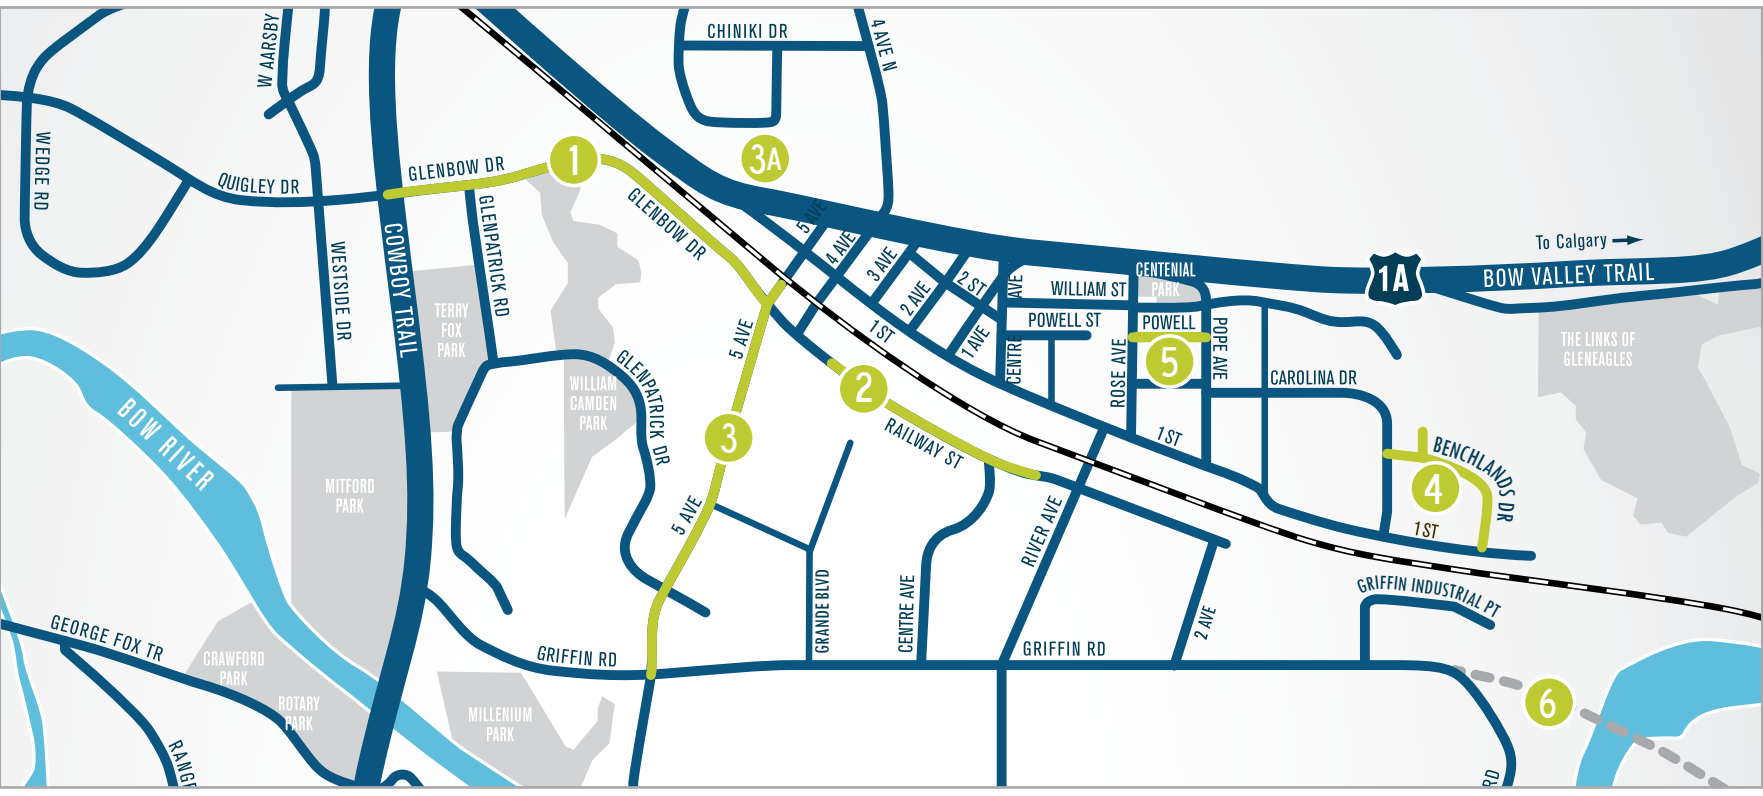 CHINIKI DR
4 AVE N
W AARSBY
WEDGE RD
QUIGLEY DR
GLENBOW DR
1
3A
GLENBOW DR
GLENPATRICK RD
COWBOY TRAIL
WESTSIDE DR
5 AVE
4 AVE
3 AVE
2 AVE
1 AVE
2 ST
1 ST
CENTRE AVE
WILLIAM ST
POWELL ST
CENTENIAL
PARK
POWELL
5
ROSE AVE
POPE AVE
CAROLINA DR
1 ST
To Calgary
1A
BOW VALLEY TRAIL
THE LINKS OF
GLENEAGLES
TERRY
FOX
PARK
WILLIAM
CAMDEN
PARK
GLENPATRICK DR
5 AVE
3
5 AVE
2
RAILWAY ST
BOW RIVER
MITFORD
PARK
RIVER AVE
BENCHLANDS DR
4
1 ST
GRIFFIN INDUSTRIAL PT
GRANDE BLVD
CENTRE AVE
2 AVE
GEORGE FOX TR
CRAWFORD
PARK
ROTARY
PARK
GRIFFIN RD
GRIFFIN RD
MILLENIUM
PARK
6
RANGE
RD